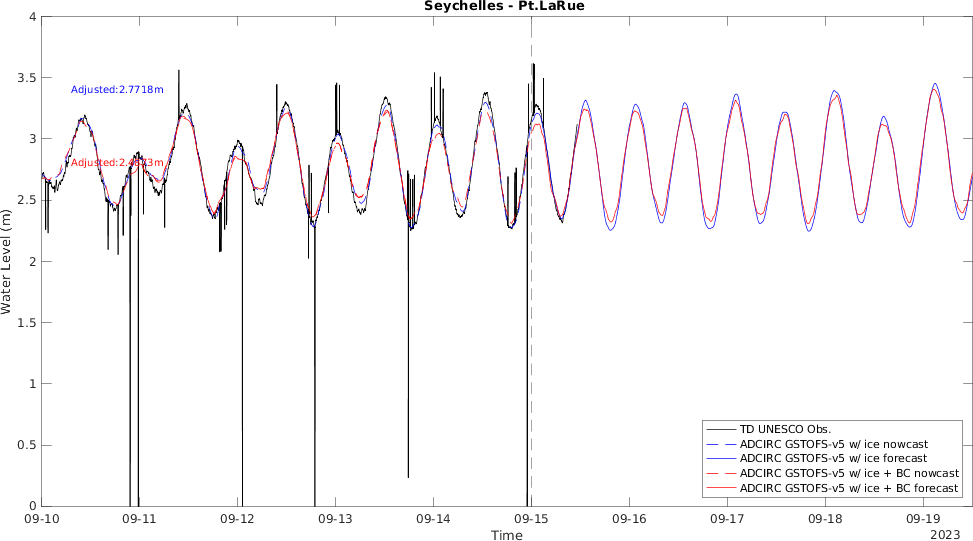 Seychelles - Pt.LaRue
4
3.5
3
2.5
2
1.5
1
0.5
0
Water Level (m)
Adjusted:2.7718m
TD UNESCO Obs.
ADCIRC GSTOFS-v5 w/ ice nowcast
ADCIRC GSTOFS-v5 w/ ice forecast
ADCIRC GSTOFS-v5 w/ ice + BC nowcast
ADCIRC GSTOFS-v5 w/ ice + BC forecast
09-10 09-11 09-12 09-13 09-14 09-15 09-16 09-17 09-18 09-19
Time
2023